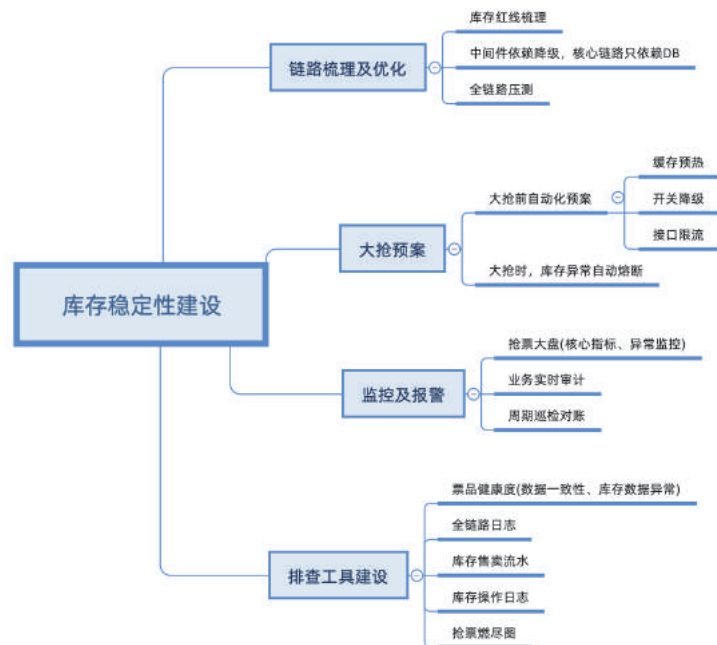 库存稳定性建设
链路梳理及优化
库存红线梳理
中间件依赖降级，核心链路只依赖DB
全链路压测
大抢预案
大抢前自动化预案
缓存预热
开关降级
接口限流
大抢时，库存异常自动熔断
监控及报警
抢票大盘(核心指标、异常监控)
业务实时审计
周期巡检对账
排查工具建设
票品健康度(数据一致性、库存数据异常)
全链路日志
库存售卖流水
库存操作日志
抢票燃尽图